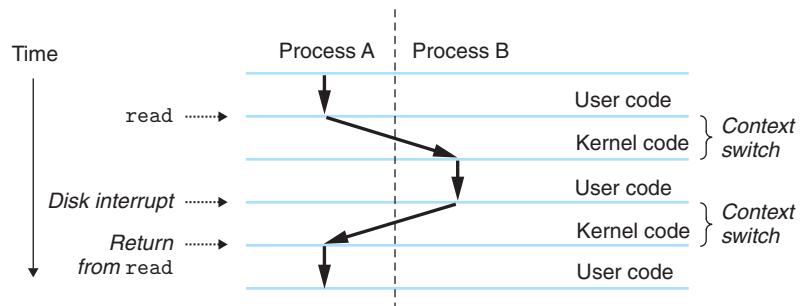 Process A
Process B
Time
User code
read
Kernel code
Context
switch
User code
Disk interrupt
Kernel code
Context
switch
Return
from read
User code